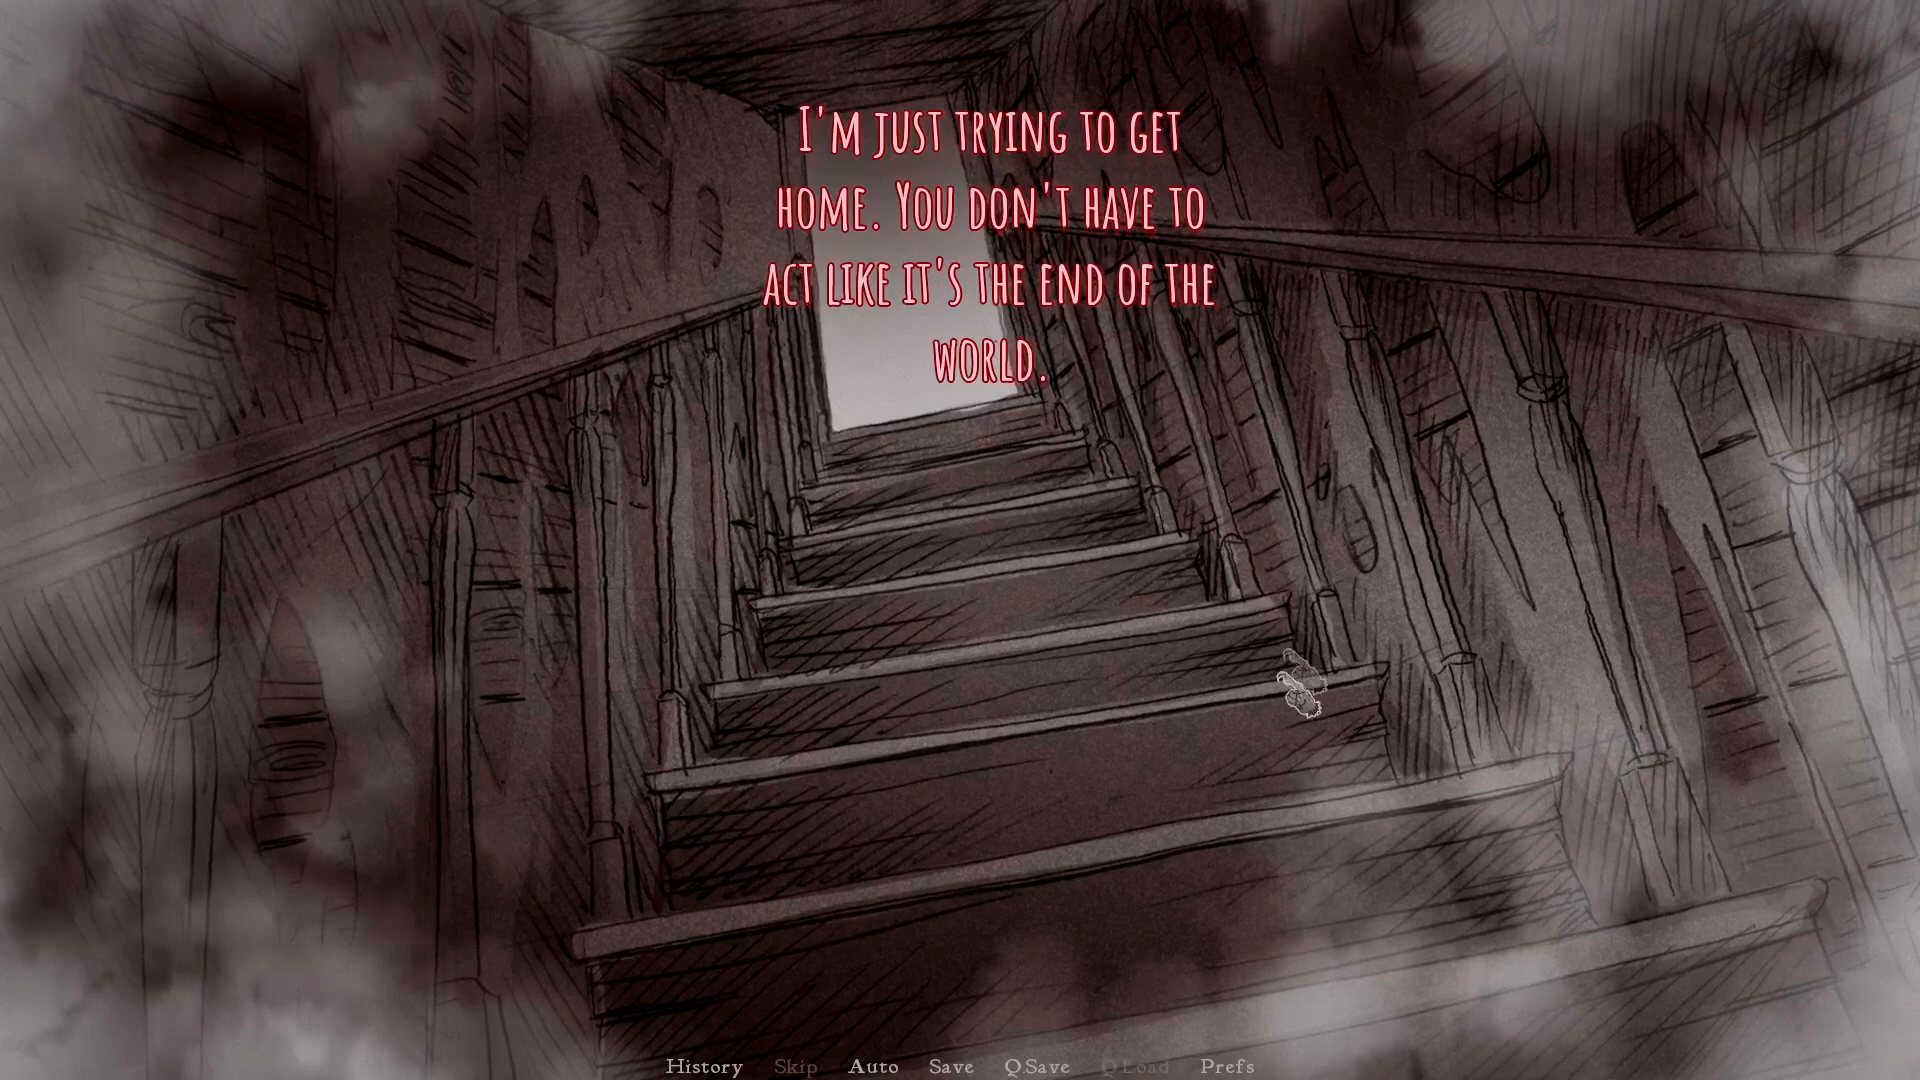 I'm just trying to get
home. You don't have to
act like it's the end of the
world.
History Skip Auto Save Q.Save Q.Load Prefs